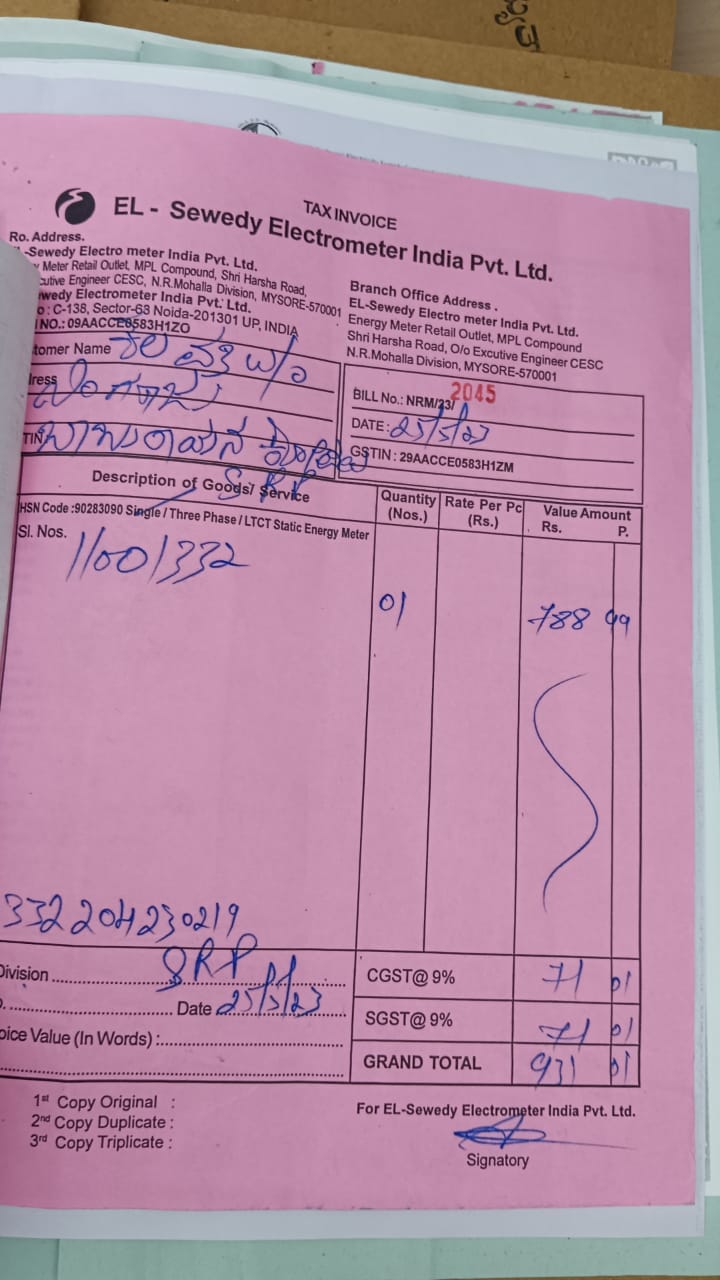 TAX INVOICE
EL - Sewedy Electrometer India Pvt. Ltd.
Ro. Address.
-Sewedy Electro meter India Pvt. Ltd.
Meter Retail Outlet, MPL Compound, Shri Harsha Road,
cutive Engineer CESC, N.R.Mohalla Division, MYSORE-570001
wedy Electrometer India Pvt. Ltd.
o : C-138, Sector-68 Noida-201301 UP, INDIA
NO.: 09AACCE0583H1ZO
Branch Office Address .
EL-Sewedy Electro meter India Pvt. Ltd.
Energy Meter Retail Outlet, MPL Compound
Shri Harsha Road, O/o Excutive Engineer CESC
N.R.Mohalla Division, MYSORE-570001
tomer Name
ress
TIN
BILL No.: NRM/23/ 2045
DATE : 25/5/23
GSTIN : 29AACCE0583H1ZM
SRP
Description of Goods/ Service
Quantity (Nos.) Rate Per Pc (Rs.) Value Amount Rs. P.
HSN Code :90283090 Single / Three Phase / LTCT Static Energy Meter
Sl. Nos. 11001332
01 788 99
332204230219
Division SRP
Date 25/5/23
oice Value (In Words) :
CGST@ 9% 71 01
SGST@ 9% 71 01
GRAND TOTAL 931 01
1st Copy Original :
2nd Copy Duplicate :
3rd Copy Triplicate :
For EL-Sewedy Electrometer India Pvt. Ltd.
Signatory